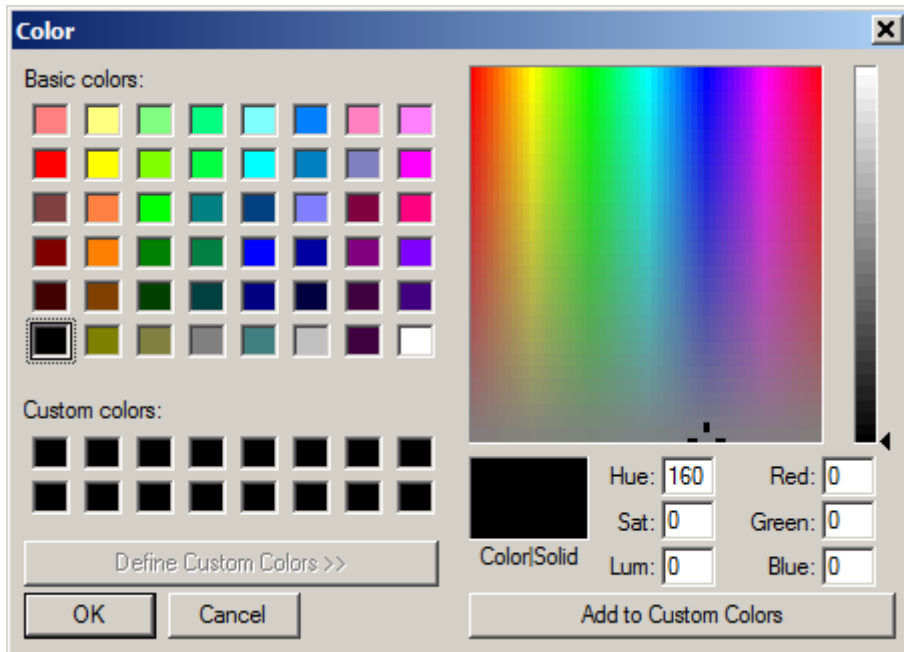 Color
Basic colors:
Custom colors:
Define Custom Colors >>
OK
Cancel
Color|Solid
Hue: 160
Sat: 0
Lum: 0
Red: 0
Green: 0
Blue: 0
Add to Custom Colors